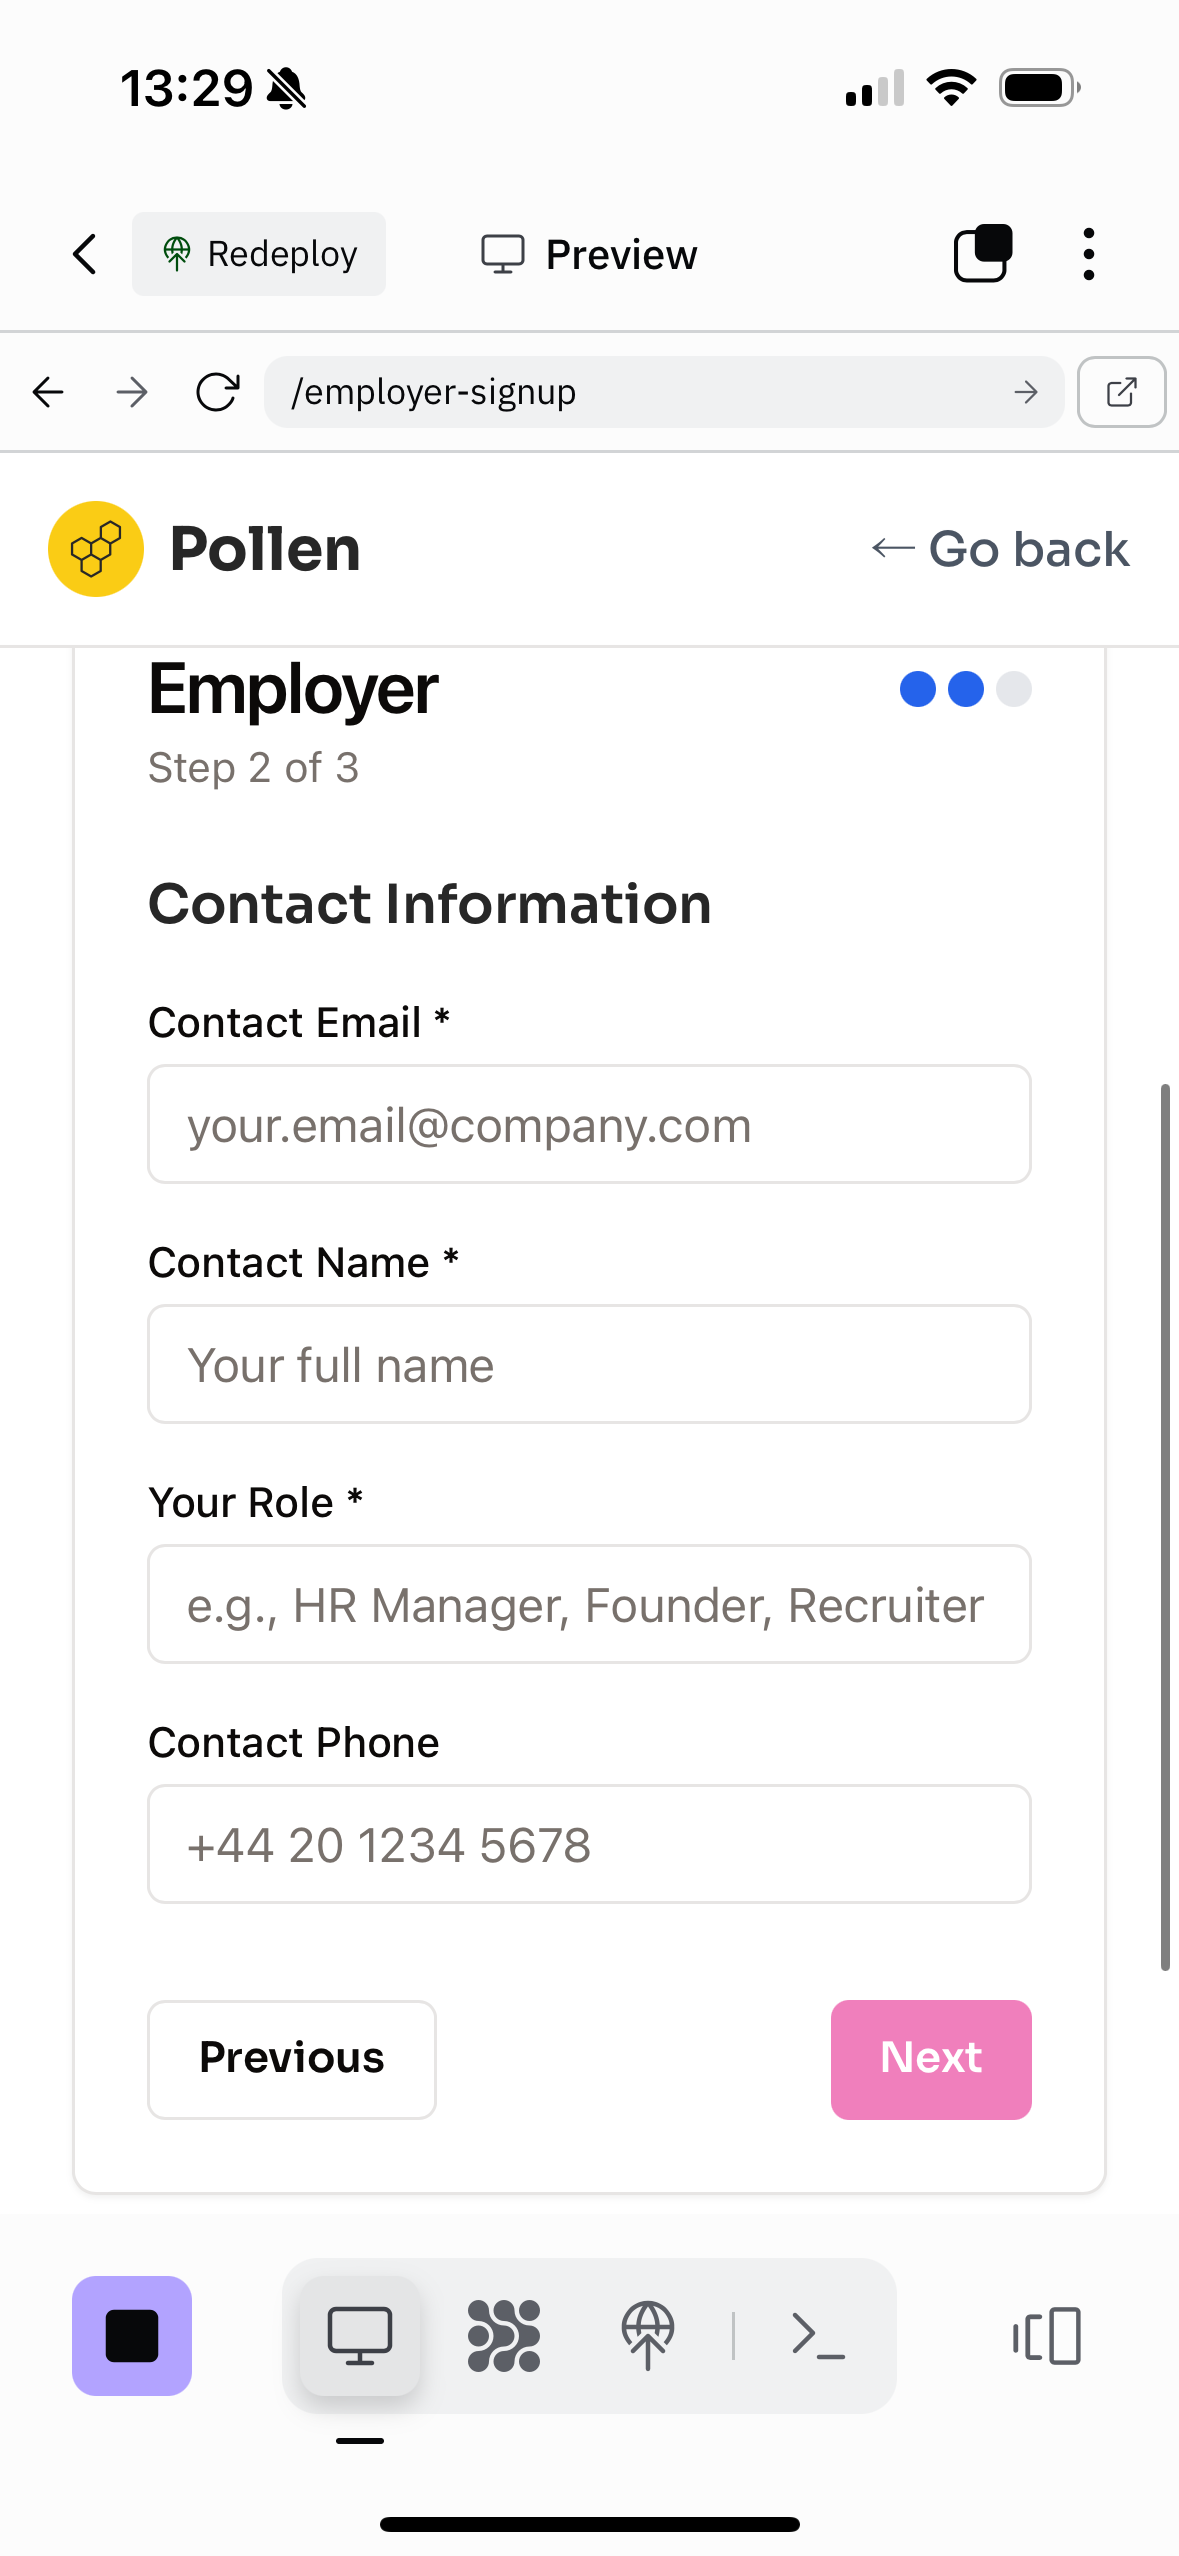 13:29
Redeploy
Preview
/employer-signup
Pollen
← Go back
Employer
Step 2 of 3
Contact Information
Contact Email *
your.email@company.com
Contact Name *
Your full name
Your Role *
e.g., HR Manager, Founder, Recruiter
Contact Phone
+44 20 1234 5678
Previous
Next